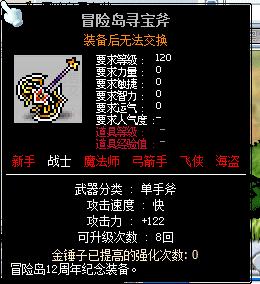 冒险岛寻宝斧
装备后无法交换
要求等级： 120
要求力量： 0
要求敏捷： 0
要求智力： 0
要求运气： 0
要求人气度： -
道具等级： -
道具经验值： -
新手 战士 魔法师 弓箭手 飞侠 海盗
武器分类 : 单手斧
攻击速度 : 快
攻击力 : +122
可升级次数 : 8回
金锤子已提高的强化次数: 0
冒险岛12周年纪念装备。